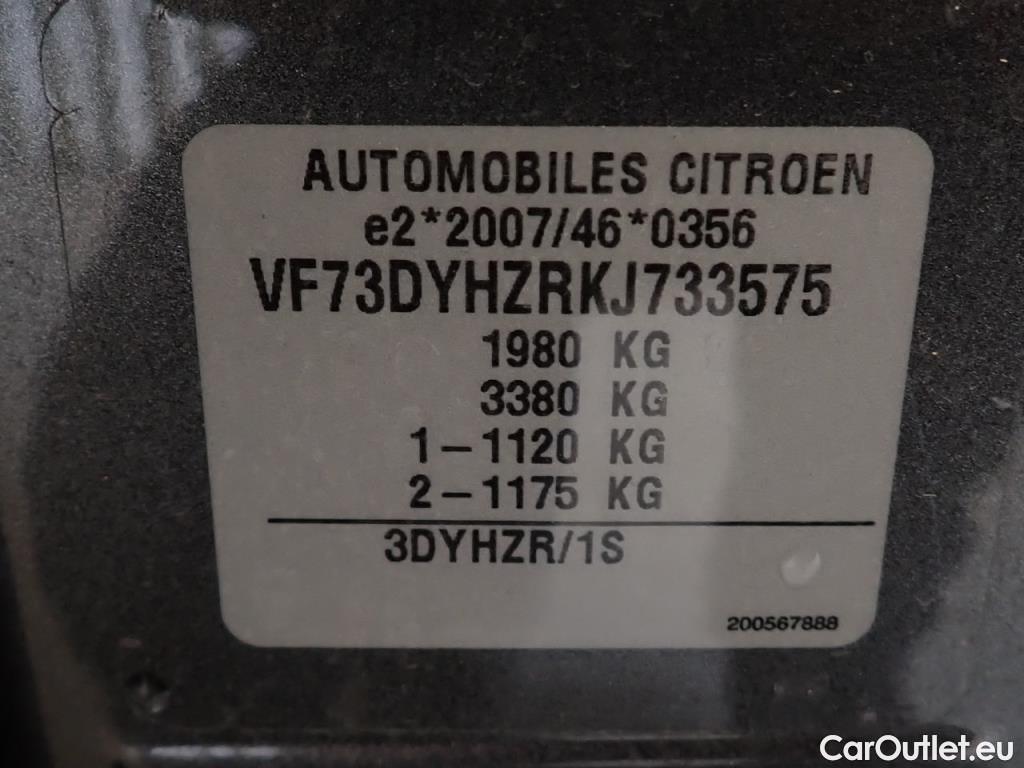 AUTOMOBILES CITROEN
e2*2007/46*0356
VF73DYHZRKJ733575
1980 KG
3380 KG
1-1120 KG
2-1175 KG
3DYHZR/1S
200567888
CarOutlet.eu